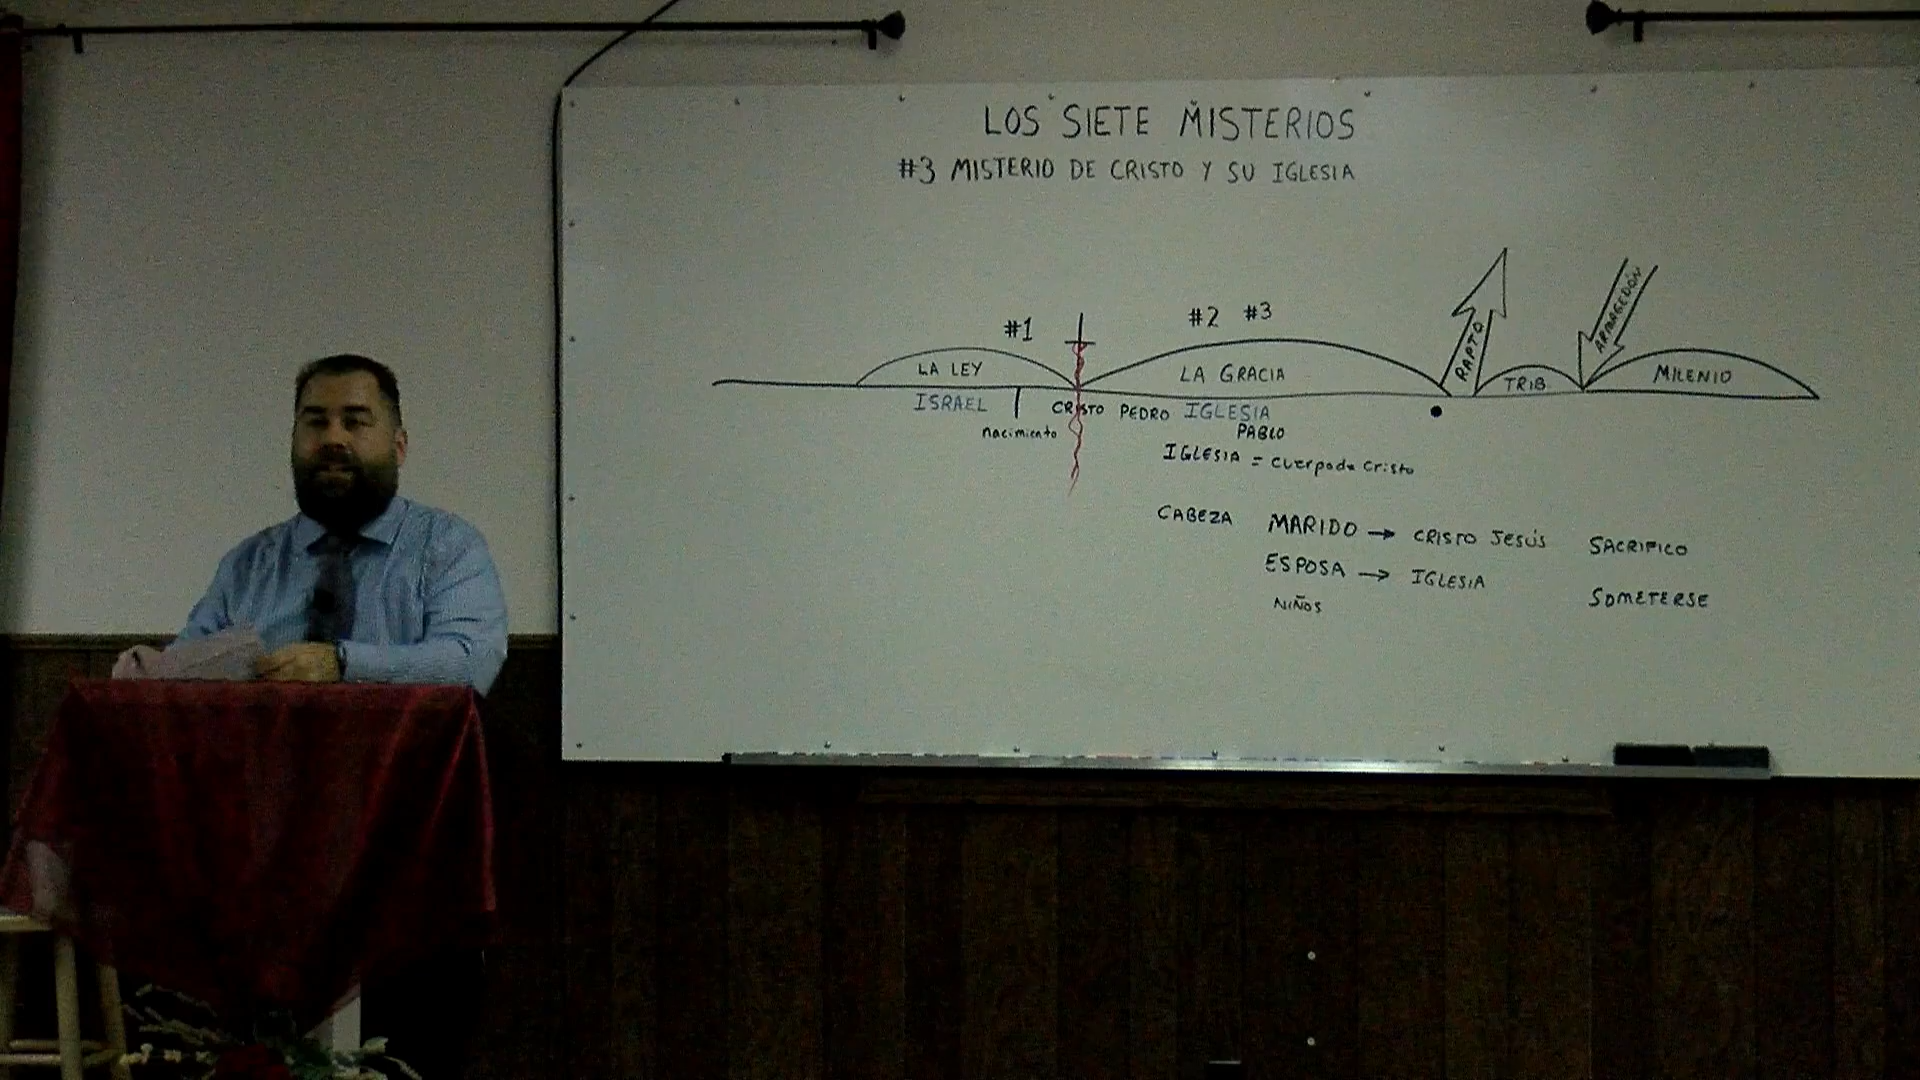 LOS SIETE MISTERIOS
#3 MISTERIO DE CRISTO Y SU IGLESIA
#1 #2 #3
LA LEY LA GRACIA RAPTO TRIB ARMAGEDÓN MILENIO
ISRAEL CRISTO PEDRO IGLESIA
nacimiento PABLO
IGLESIA = cuerpo de Cristo
CABEZA MARIDO → CRISTO JESÚS SACRIFICO
ESPOSA → IGLESIA SOMETERSE
NIÑOS